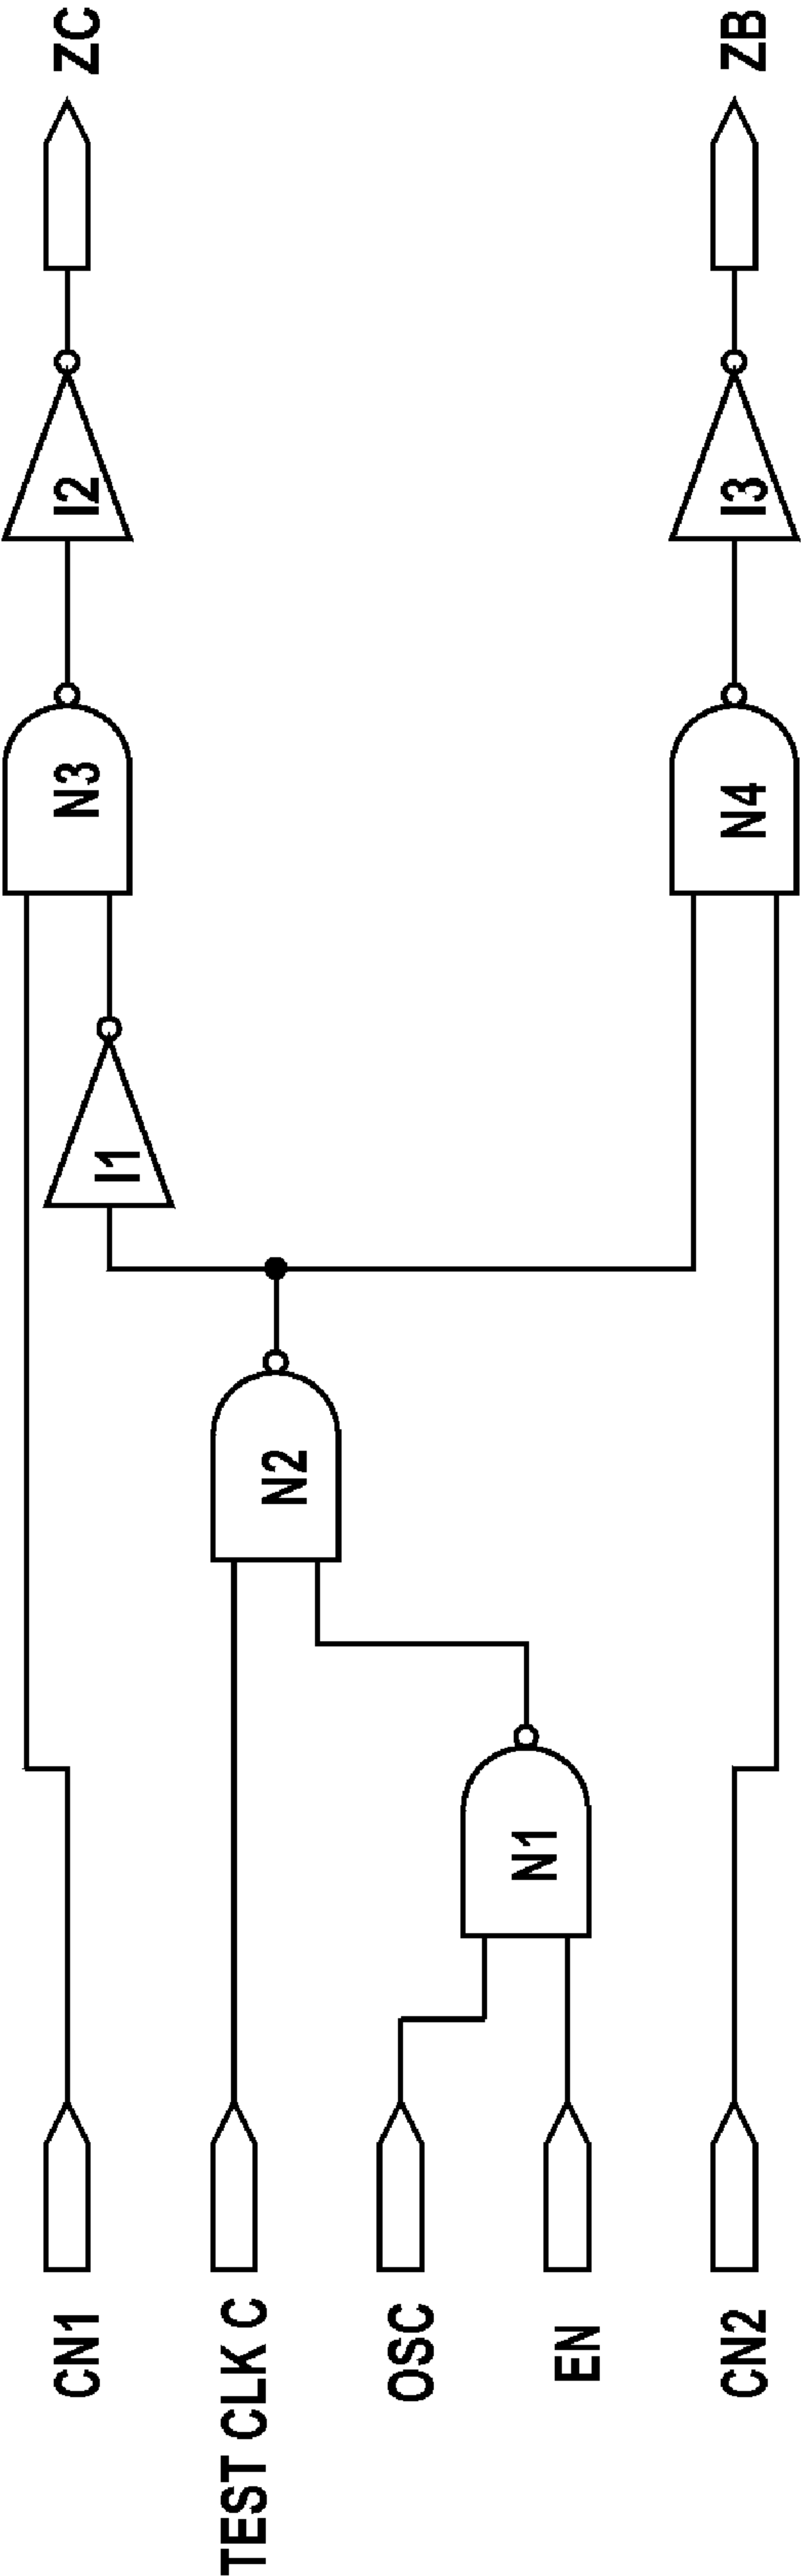 CN1
TEST CLK C
OSC
EN
CN2
N1
N2
I1
N3
N4
I2
I3
ZC
ZB